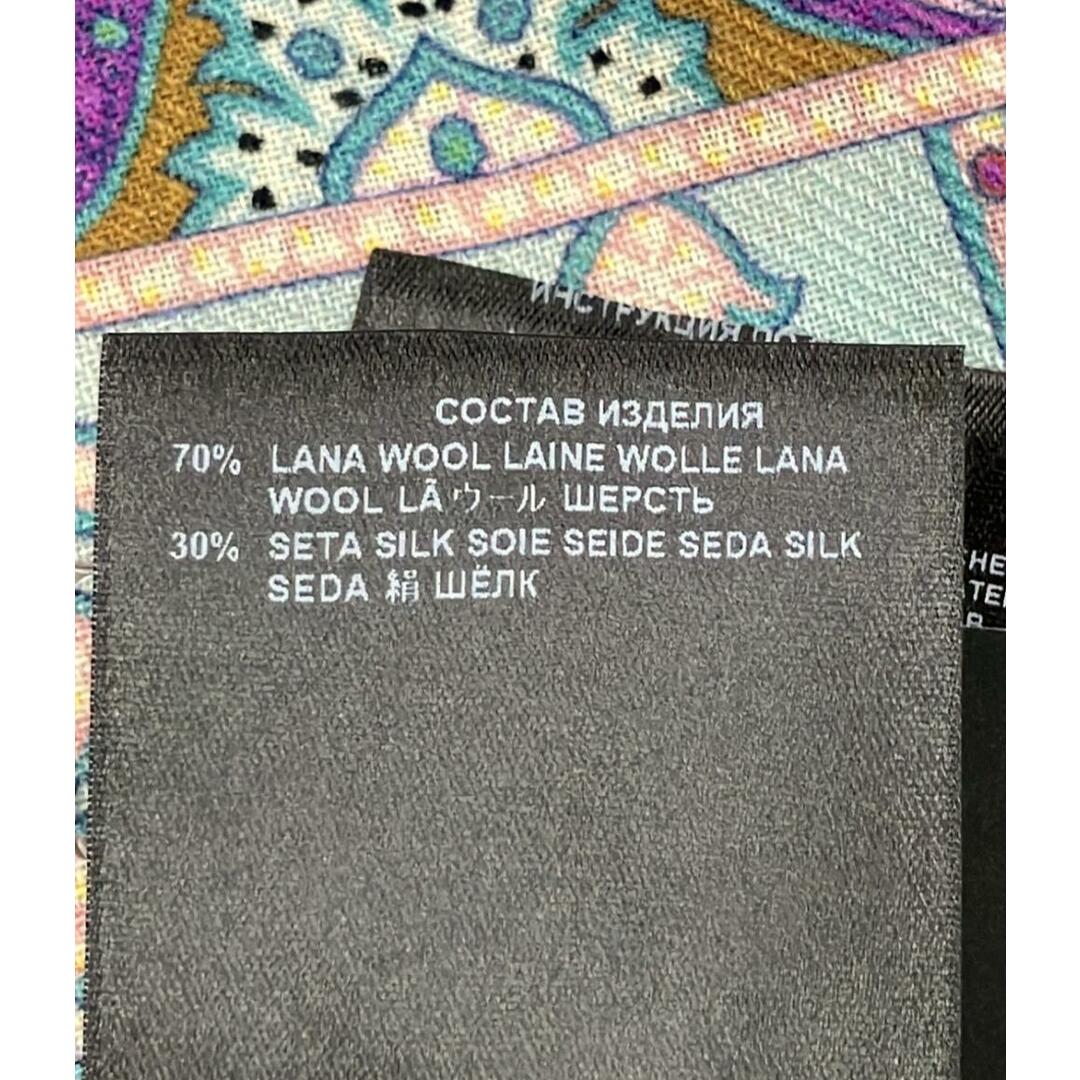 ИНСТРУКЦИЯ
СОСТАВ ИЗДЕЛИЯ
70% LANA WOOL LAINE WOLLE LANA
WOOL LÃ ウール ШЕРСТЬ
30% SETA SILK SOIE SEIDE SEDA SILK
SEDA 絹 ШЁЛК